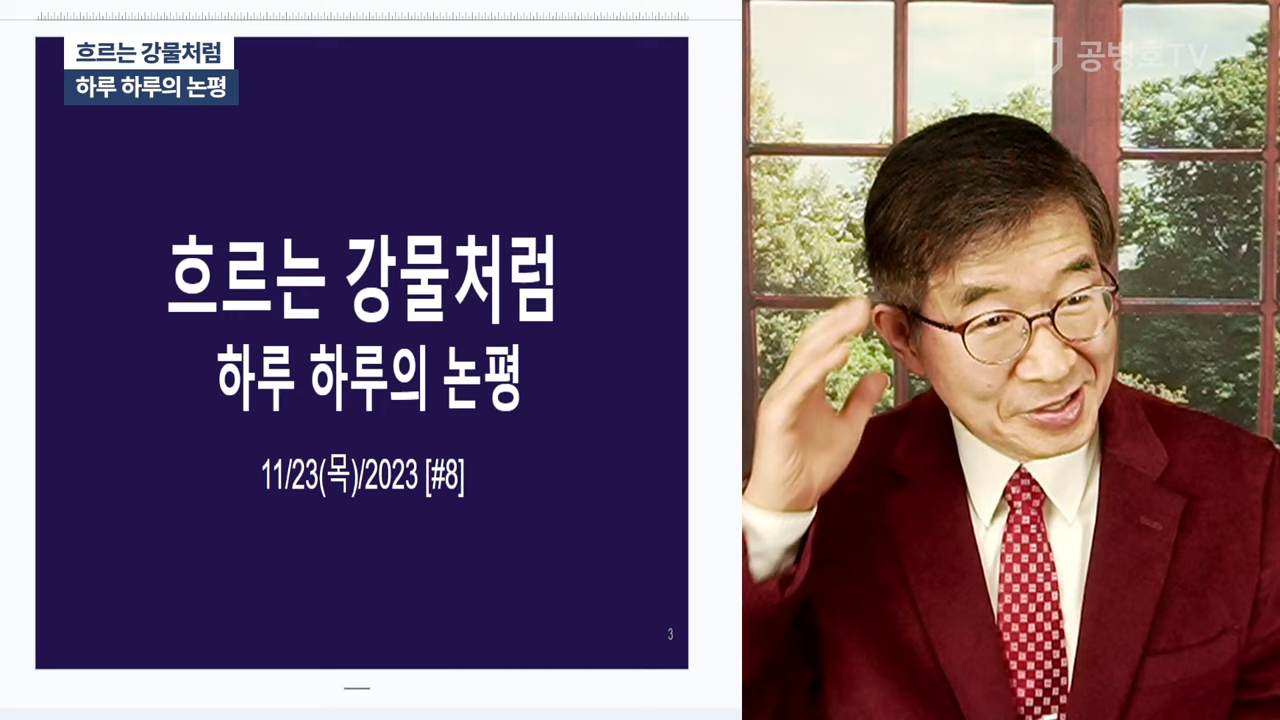 흐르는 강물처럼
하루 하루의 논평
공병호TV
흐르는 강물처럼
하루 하루의 논평
11/23(목)/2023 [#8]
3